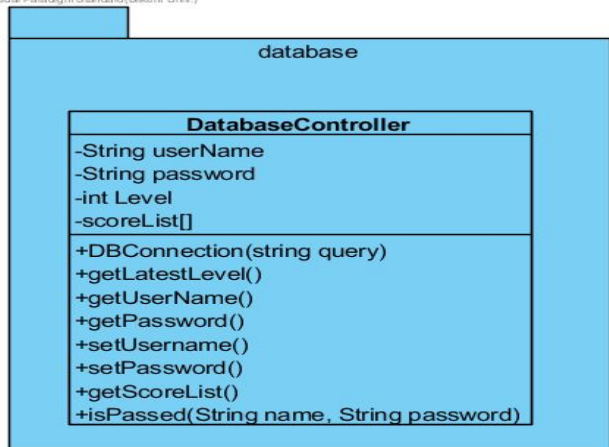 database
DatabaseController
-String userName
-String password
-int Level
-scoreList[]
+DBConnection(string query)
+getLatestLevel()
+getUserName()
+getPassword()
+setUsername()
+setPassword()
+getScoreList()
+isPassed(String name, String password)